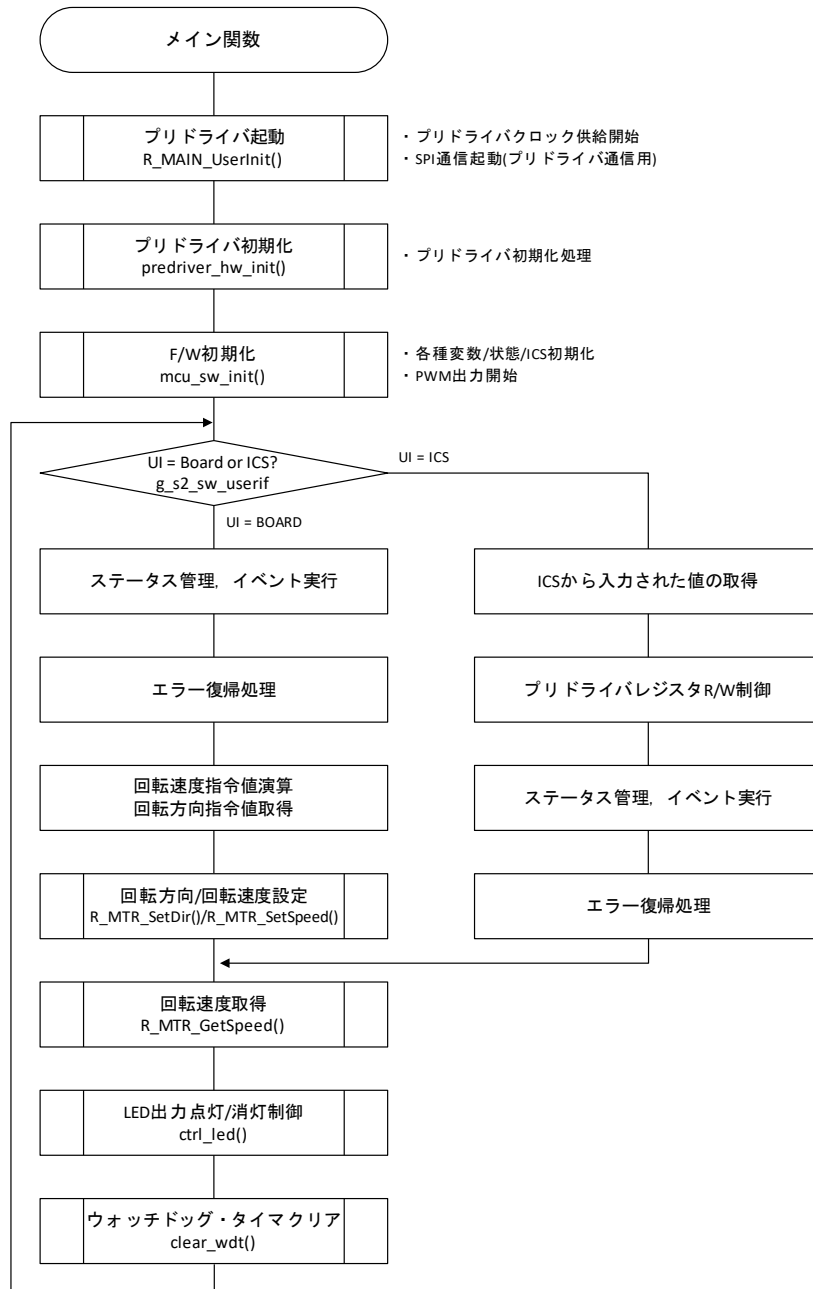 メイン関数
プリドライバ起動
R_MAIN_UserInit()
・プリドライバクロック供給開始
・SPI通信起動(プリドライバ通信用)
プリドライバ初期化
predriver_hw_init()
・プリドライバ初期化処理
F/W初期化
mcu_sw_init()
・各種変数/状態/ICS初期化
・PWM出力開始
UI = Board or ICS?
g_s2_sw_userif
UI = ICS
UI = BOARD
ステータス管理, イベント実行
エラー復帰処理
回転速度指令値演算
回転方向指令値取得
回転方向/回転速度設定
R_MTR_SetDir()/R_MTR_SetSpeed()
ICSから入力された値の取得
プリドライバレジスタR/W制御
ステータス管理, イベント実行
エラー復帰処理
回転速度取得
R_MTR_GetSpeed()
LED出力点灯/消灯制御
ctrl_led()
ウォッチドッグ・タイマクリア
clear_wdt()